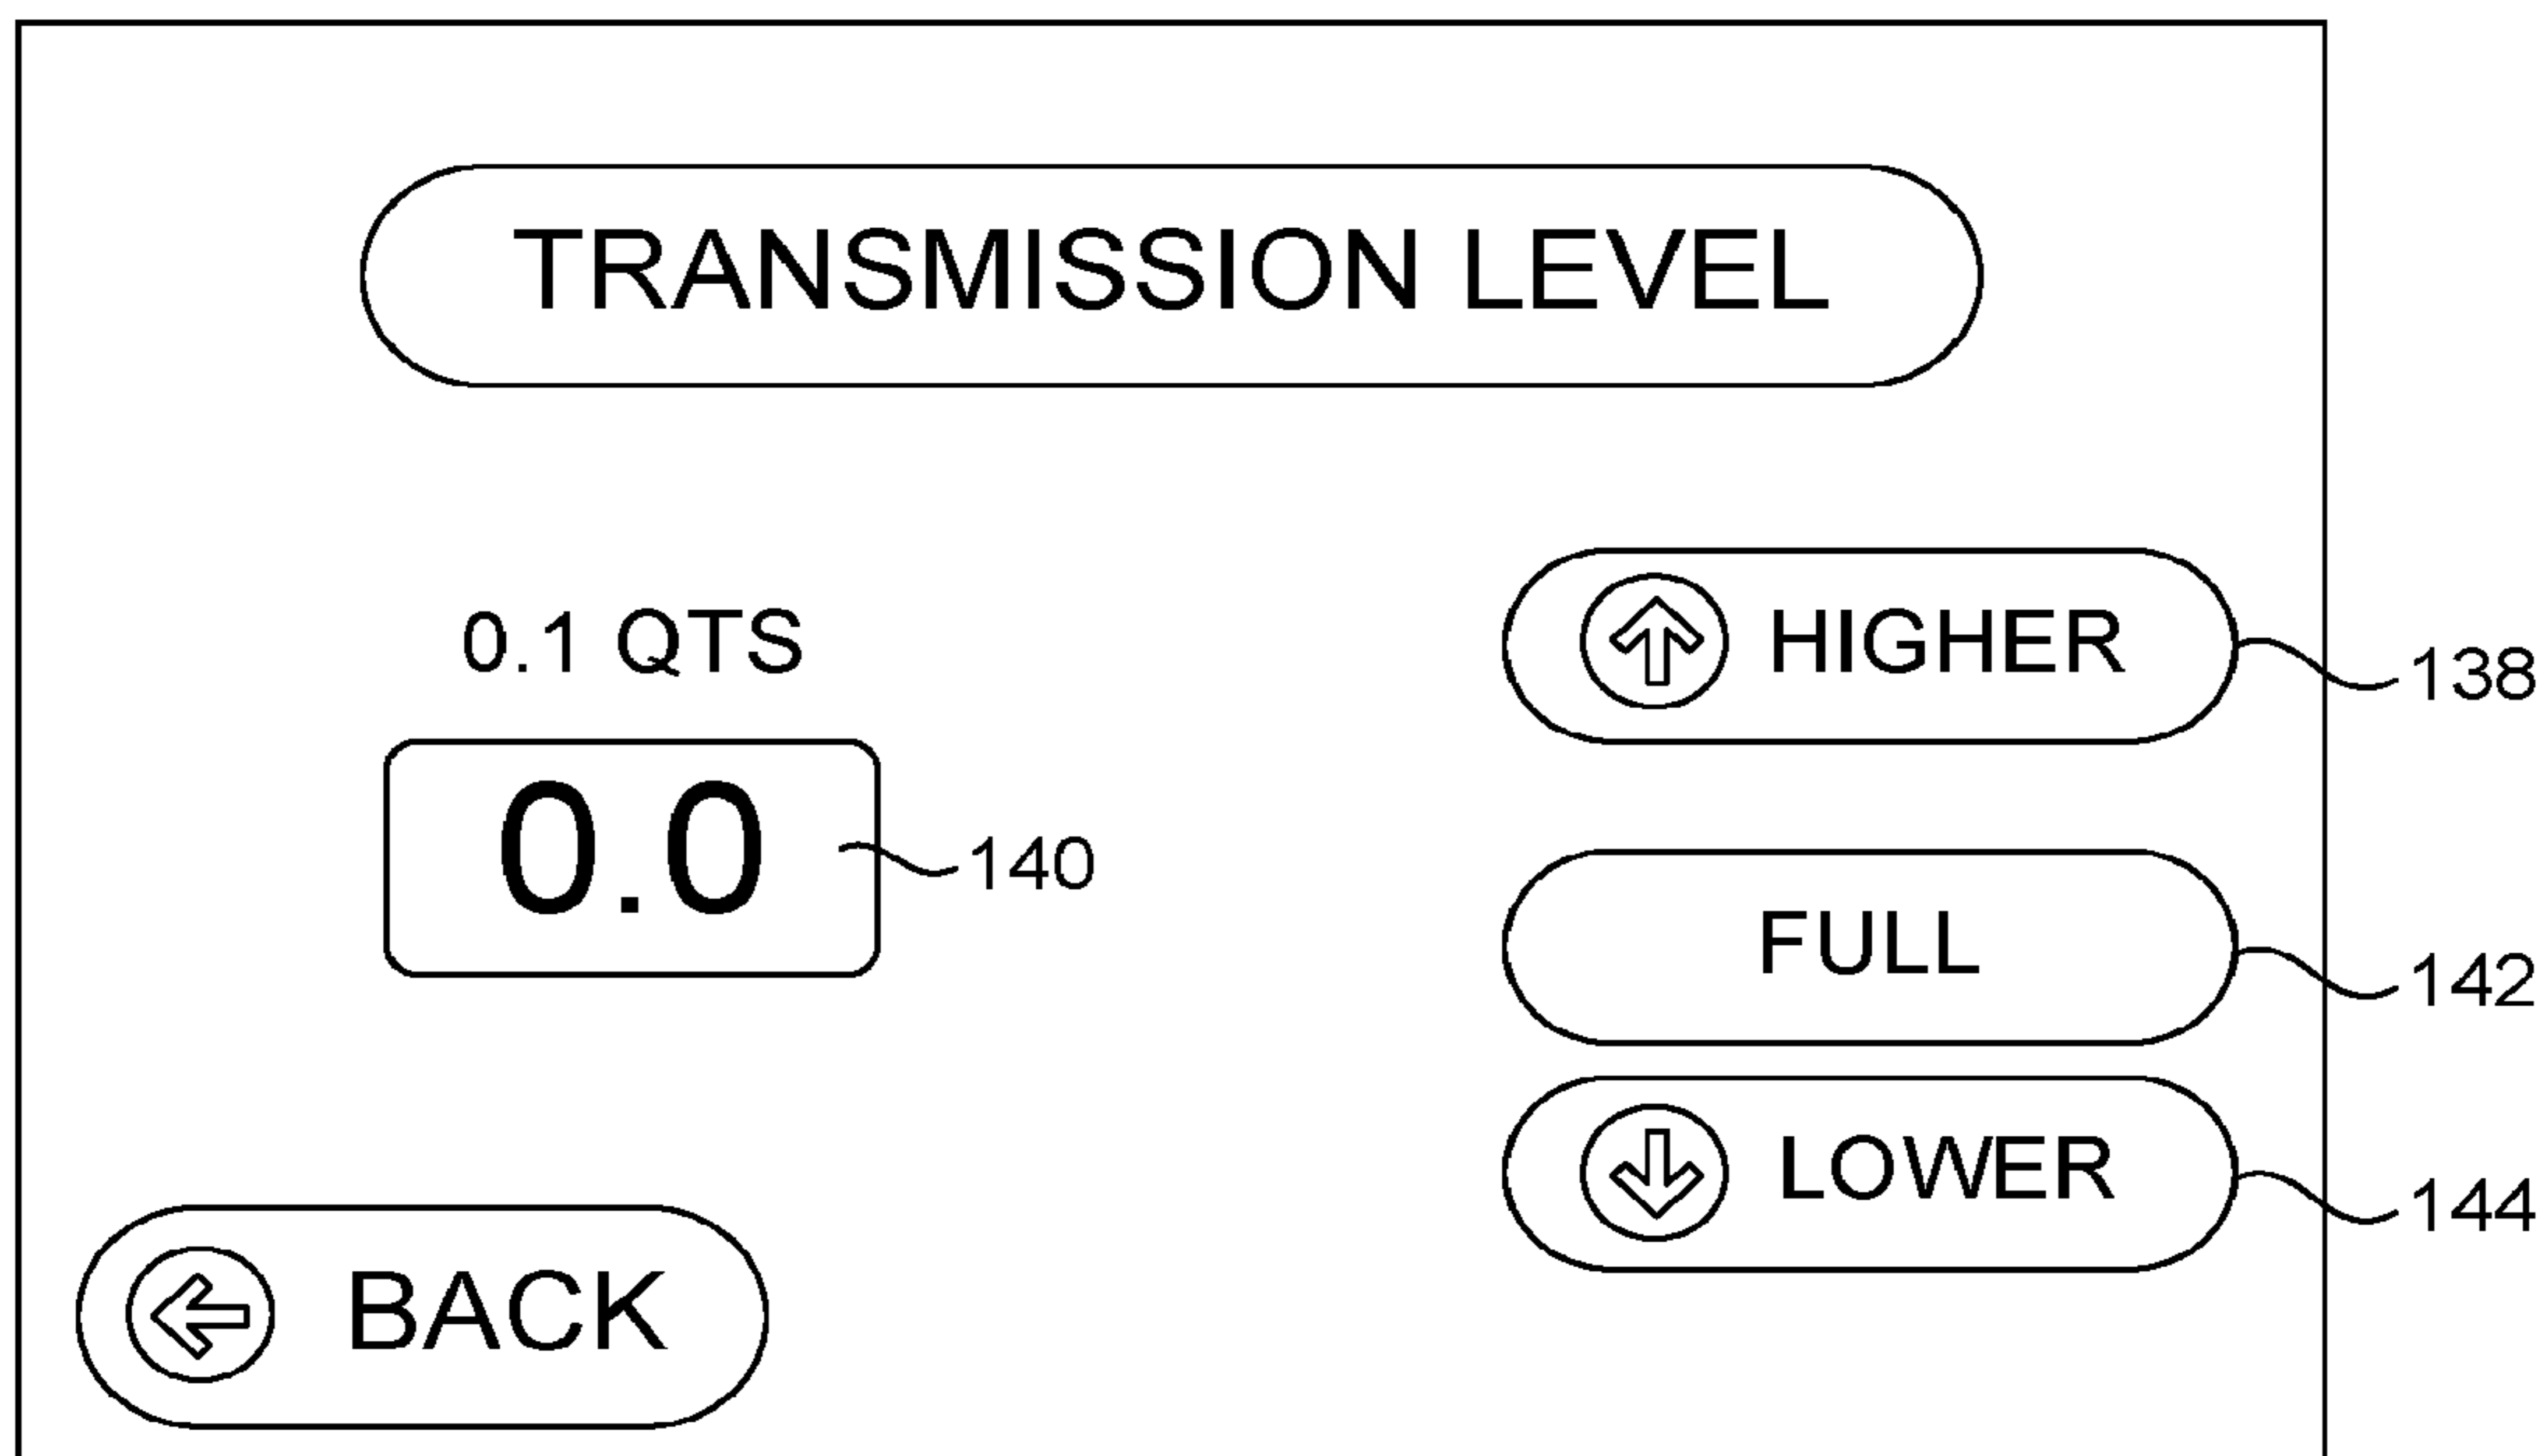 TRANSMISSION LEVEL
0.1 QTS
0.0
140
HIGHER
138
FULL
142
LOWER
144
BACK